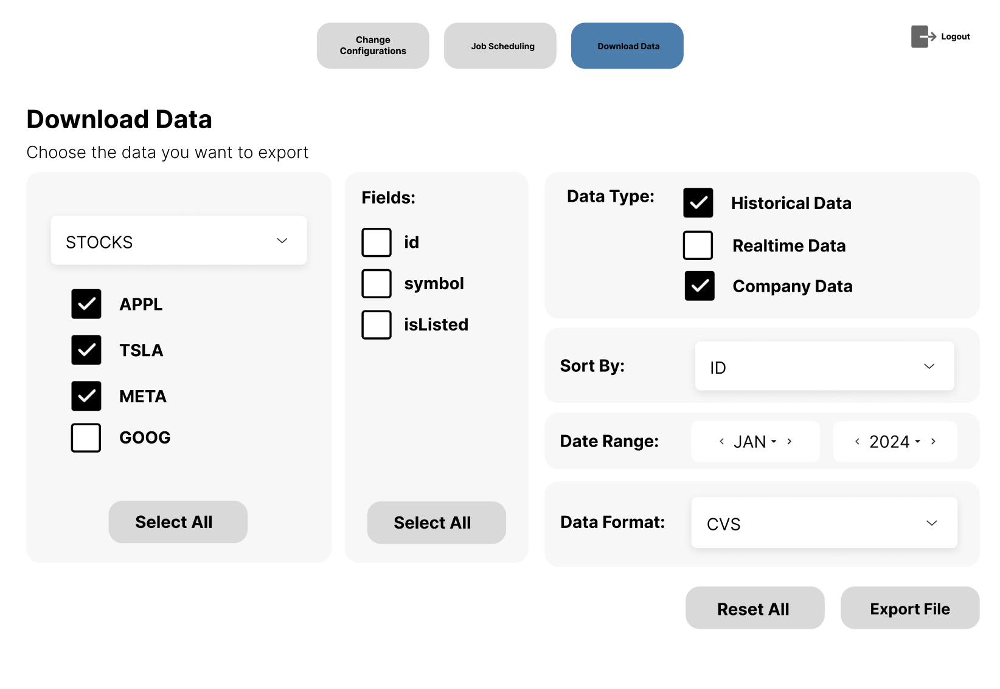 Change
Configurations
Job Scheduling
Download Data
Logout
Download Data
Choose the data you want to export
STOCKS
APPL
TSLA
META
GOOG
Select All
Fields:
id
symbol
isListed
Select All
Data Type:
Historical Data
Realtime Data
Company Data
Sort By:
ID
Date Range:
JAN
2024
Data Format:
CVS
Reset All
Export File